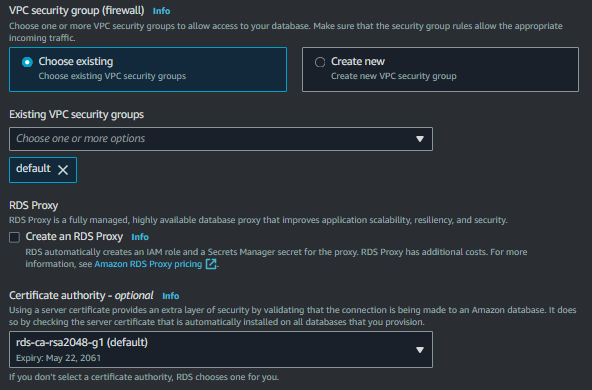 VPC security group (firewall) Info
Choose one or more VPC security groups to allow access to your database. Make sure that the security group rules allow the appropriate
incoming traffic.
Choose existing
Choose existing VPC security groups
Create new
Create new VPC security group
Existing VPC security groups
Choose one or more options
default
RDS Proxy
RDS Proxy is a fully managed, highly available database proxy that improves application scalability, resiliency, and security.
Create an RDS Proxy Info
RDS automatically creates an IAM role and a Secrets Manager secret for the proxy. RDS Proxy has additional costs. For more
information, see Amazon RDS Proxy pricing.
Certificate authority - optional Info
Using a server certificate provides an extra layer of security by validating that the connection is being made to an Amazon database. It does
so by checking the server certificate that is automatically installed on all databases that you provision.
rds-ca-rsa2048-g1 (default)
Expiry: May 22, 2061
If you don't select a certificate authority, RDS chooses one for you.